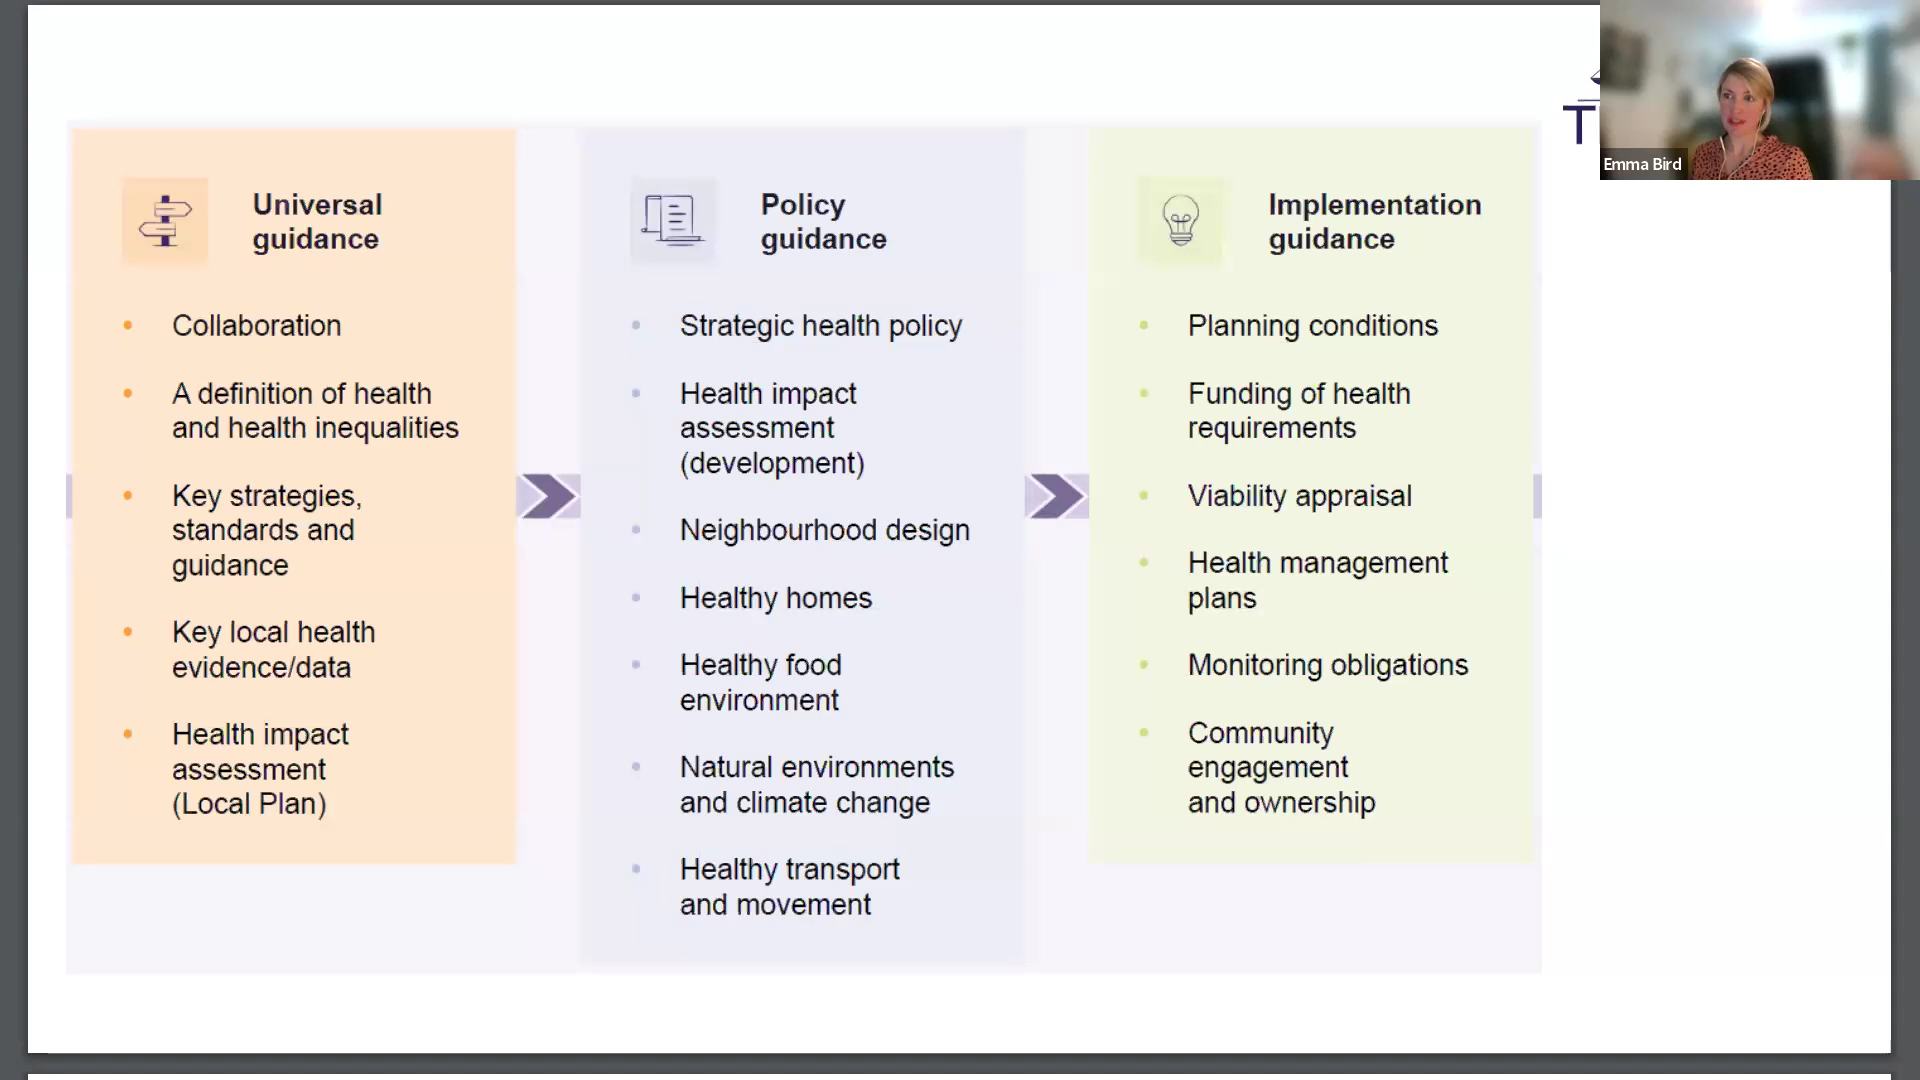 Emma Bird
Universal
guidance
Collaboration
A definition of health
and health inequalities
Key strategies,
standards and
guidance
Key local health
evidence/data
Health impact
assessment
(Local Plan)
Policy
guidance
Strategic health policy
Health impact
assessment
(development)
Neighbourhood design
Healthy homes
Healthy food
environment
Natural environments
and climate change
Healthy transport
and movement
Implementation
guidance
Planning conditions
Funding of health
requirements
Viability appraisal
Health management
plans
Monitoring obligations
Community
engagement
and ownership